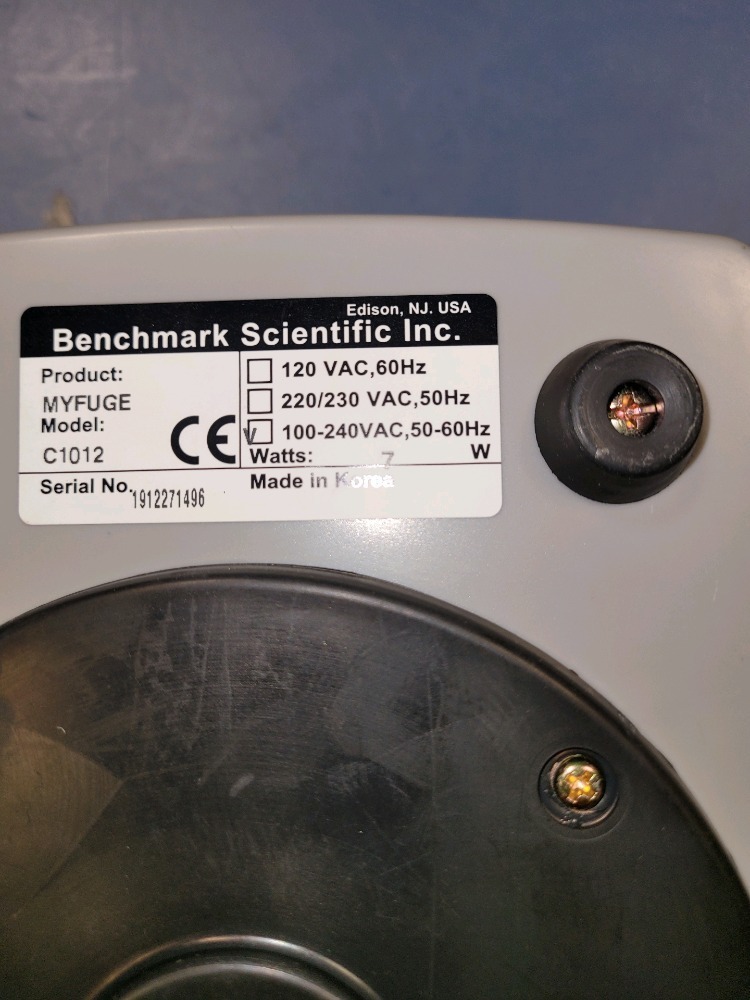 Edison, NJ. USA
Benchmark Scientific Inc.
Product:
MYFUGE
Model:
C1012
CE
Serial No.
1912271496
120 VAC,60Hz
220/230 VAC,50Hz
V 100-240VAC,50-60Hz
Watts: 7 W
Made in Korea